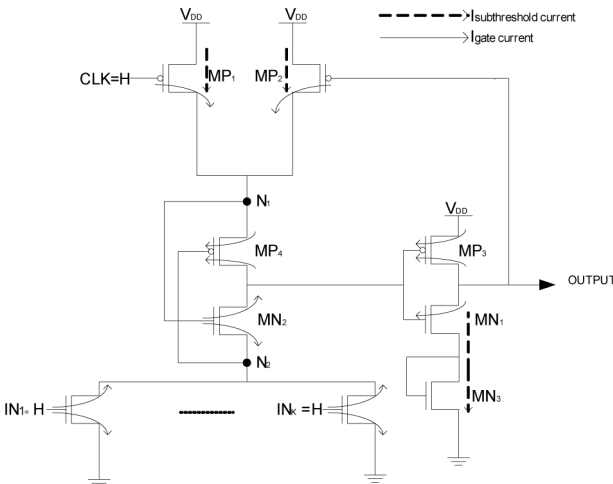 VDD
VDD
Isubthreshold current
Igate current
CLK=H
MP1
MP2
N1
VDD
MP4
MP3
OUTPUT
MN2
MN1
N2
MN3
IN1= H
INK =H